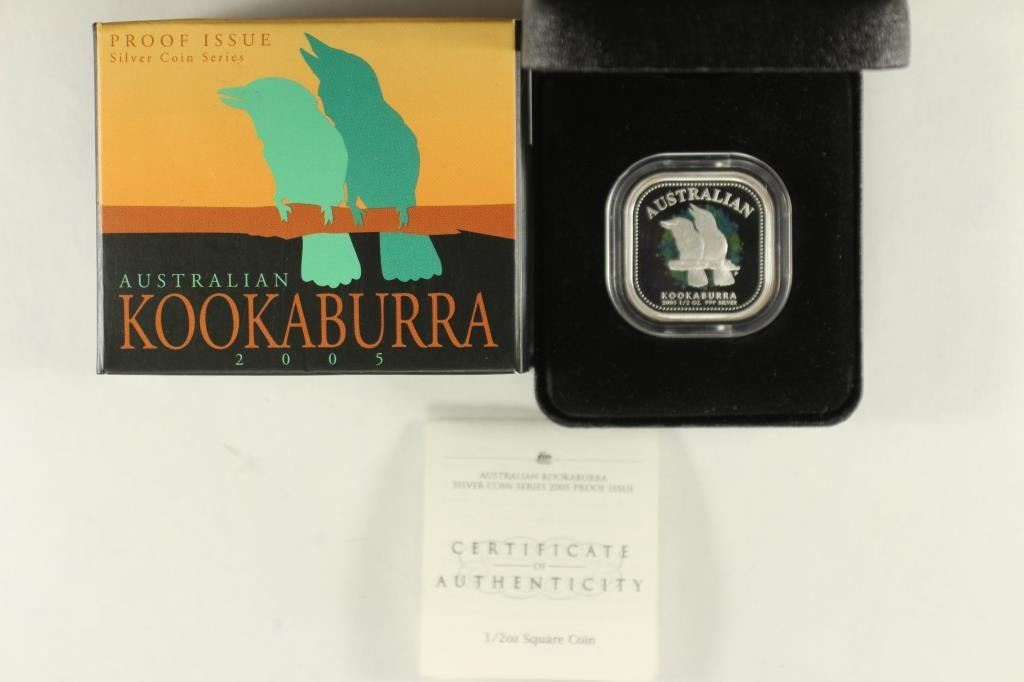 PROOF ISSUE
Silver Coin Series
AUSTRALIAN
KOOKABURRA
2005
AUSTRALIAN
KOOKABURRA
2005 1/2 OZ. 999 SILVER
AUSTRALIAN KOOKABURRA
SILVER COIN SERIES 2005 PROOF ISSUE
CERTIFICATE
OF
AUTHENTICITY
1/2oz Square Coin